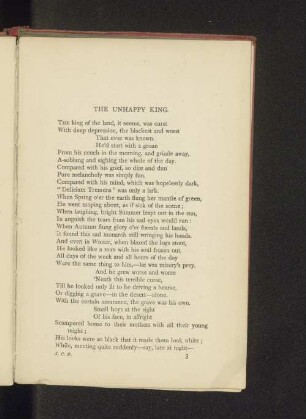 THE UNHAPPY KING.
THE king of the land, it seems, was curst
With deep depression, the blackest and worst
That ever was known.
He'd start with a groan
From his couch in the morning, and grizzle away,
A-sobbing and sighing the whole of the day.
Compared with his grief, so dim and dun
Pure melancholy was simply fun.
Compared with his mind, which was hopelessly dark,
"Delirium Tremens" was only a lark.
When Spring o'er the earth flung her mantle of green,
He went moping about, as if sick of the scene;
When laughing, bright Summer leapt out in the sun,
In anguish the tears from his sad eyes would run:
When Autumn flung glory o'er forests and lands,
It found this sad monarch still wringing his hands.
And even in Winter, when bloom the hops stout,
He looked like a man with his soul frozen out.
All days of the week and all hours of the day
Were the same thing to him,—he was misery's prey.
And he grew worse and worse
'Neath this terrible curse,
Till he looked only fit to be driving a hearse,
Or digging a grave—in the desert—alone.
With the certain assurance, the grave was his own.
Small boys at the sight
Of his face, in affright
Scampered home to their mothers with all their young
might;
His looks were so black that it made them look white;
While, meeting quite suddenly—say, late at night—
3